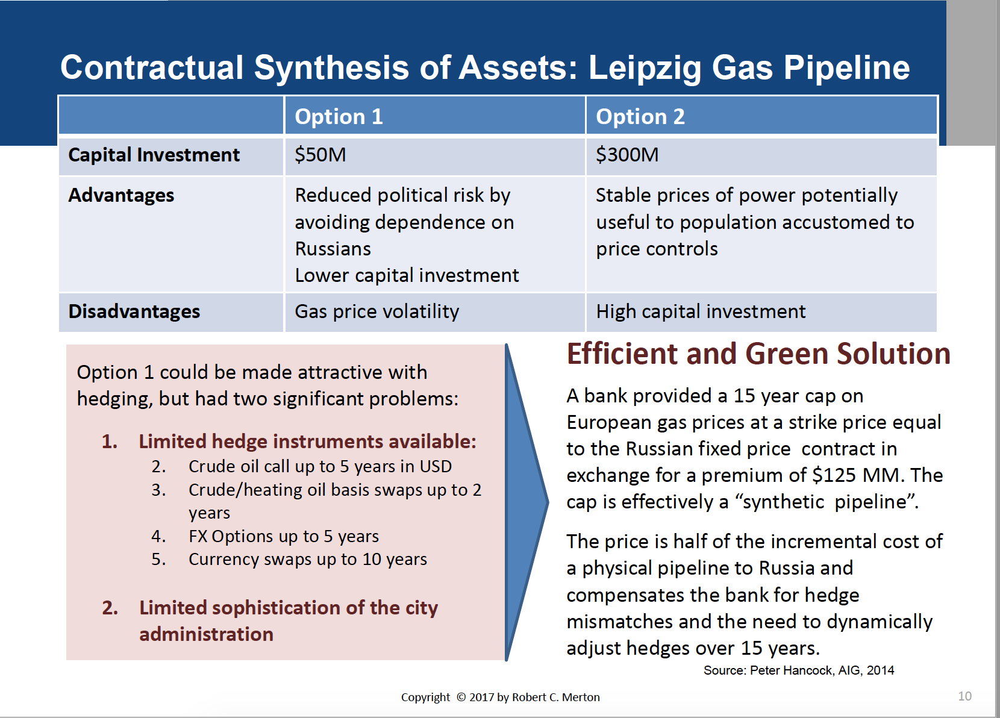 Contractual Synthesis of Assets: Leipzig Gas Pipeline
Option 1
Option 2
Capital Investment
$50M
$300M
Advantages
Reduced political risk by
avoiding dependence on
Russians
Lower capital investment
Stable prices of power potentially
useful to population accustomed to
price controls
Disadvantages
Gas price volatility
High capital investment
Option 1 could be made attractive with
hedging, but had two significant problems:
1. Limited hedge instruments available:
2. Crude oil call up to 5 years in USD
3. Crude/heating oil basis swaps up to 2
years
4. FX Options up to 5 years
5. Currency swaps up to 10 years
2. Limited sophistication of the city
administration
Efficient and Green Solution
A bank provided a 15 year cap on
European gas prices at a strike price equal
to the Russian fixed price contract in
exchange for a premium of $125 MM. The
cap is effectively a “synthetic pipeline”.
The price is half of the incremental cost of
a physical pipeline to Russia and
compensates the bank for hedge
mismatches and the need to dynamically
adjust hedges over 15 years.
Source: Peter Hancock, AIG, 2014
Copyright © 2017 by Robert C. Merton
10